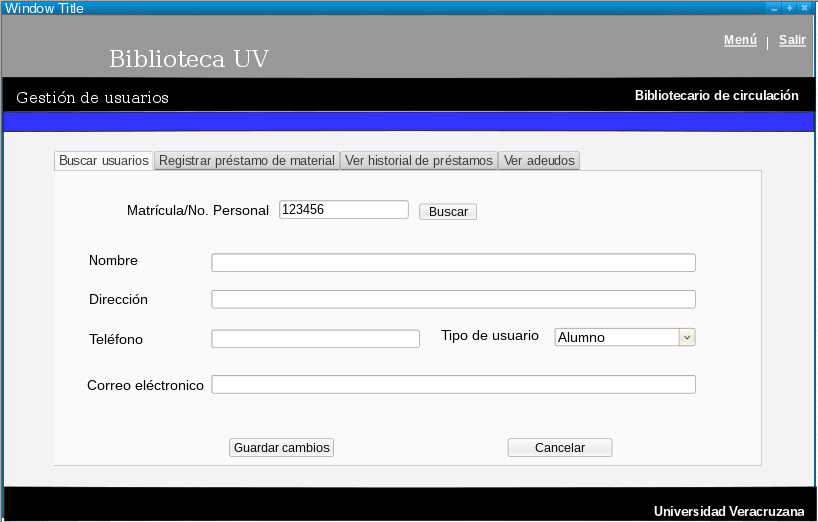 Window Title
Menú | Salir
Biblioteca UV
Gestión de usuarios
Bibliotecario de circulación
Buscar usuarios Registrar préstamo de material Ver historial de préstamos Ver adeudos
Matrícula/No. Personal 123456 Buscar
Nombre
Dirección
Teléfono Tipo de usuario Alumno
Correo eléctronico
Guardar cambios Cancelar
Universidad Veracruzana